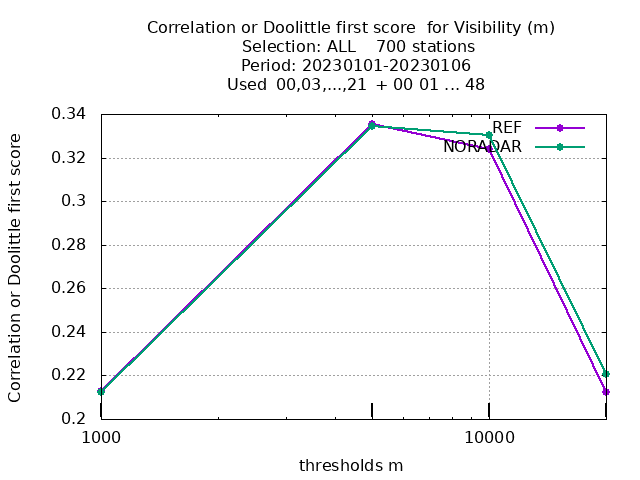 Correlation or Doolittle first score  for Visibility (m)
Selection: ALL    700 stations
Period: 20230101-20230106
Used  00,03,...,21  + 00 01 ... 48
0.34
REF
NORADAR
0.32
0.3
0.28
0.26
0.24
0.22
0.2
Correlation or Doolittle first score
1000
10000
thresholds m